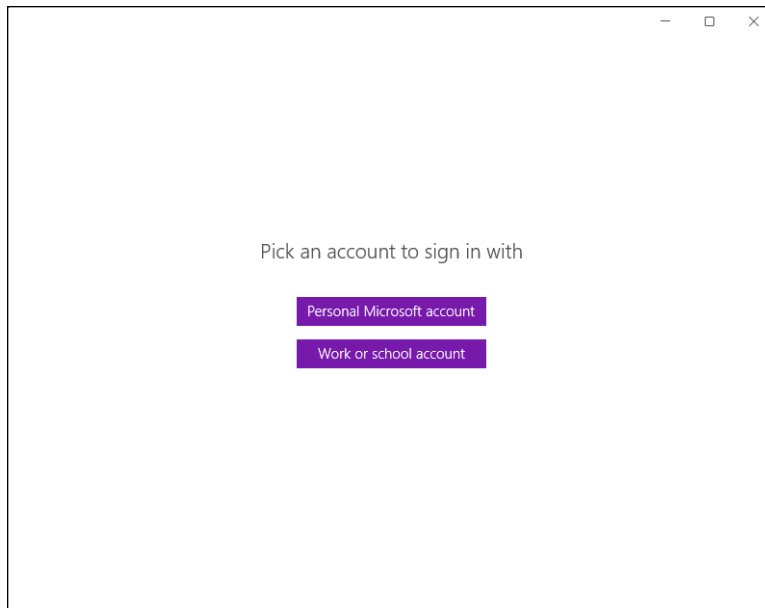 Pick an account to sign in with
Personal Microsoft account
Work or school account